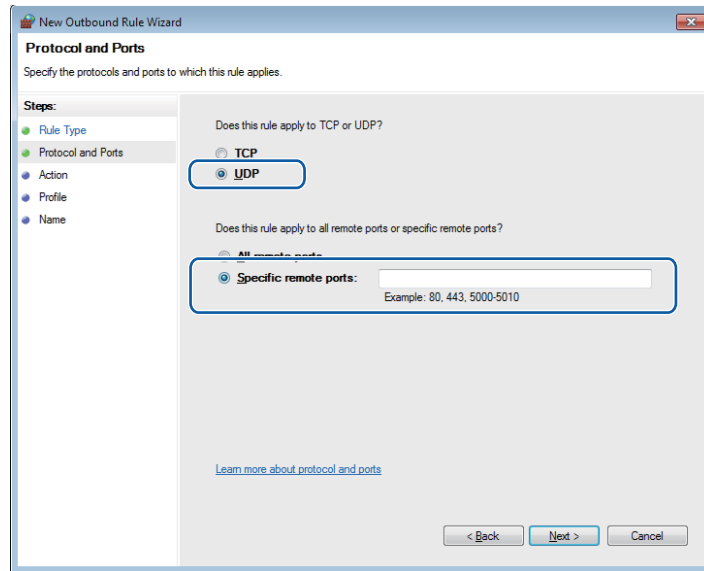 New Outbound Rule Wizard
Protocol and Ports
Specify the protocols and ports to which this rule applies.
Steps:
Rule Type
Protocol and Ports
Action
Profile
Name
Does this rule apply to TCP or UDP?
TCP
UDP
Does this rule apply to all remote ports or specific remote ports?
All remote ports
Specific remote ports:
Example: 80, 443, 5000-5010
Learn more about protocol and ports
< Back
Next >
Cancel